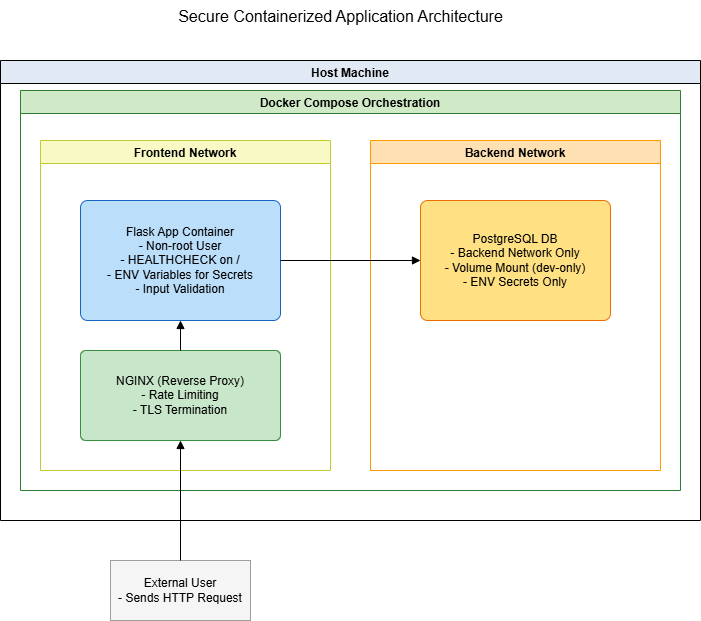 Secure Containerized Application Architecture
Host Machine
Docker Compose Orchestration
Frontend Network
Backend Network
Flask App Container
- Non-root User
- HEALTHCHECK on /
- ENV Variables for Secrets
- Input Validation
PostgreSQL DB
- Backend Network Only
- Volume Mount (dev-only)
- ENV Secrets Only
NGINX (Reverse Proxy)
- Rate Limiting
- TLS Termination
External User
- Sends HTTP Request